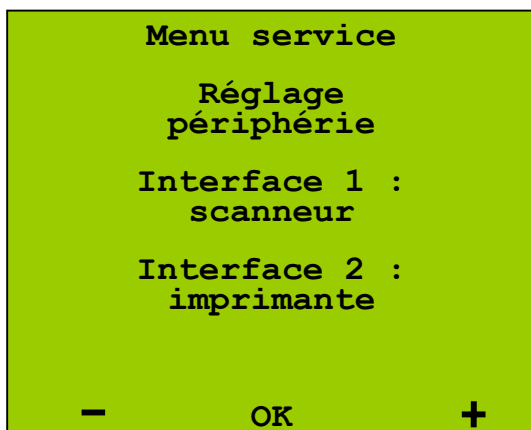 Menu service
Réglage
périphérie
Interface 1 :
scanneur
Interface 2 :
imprimante
- OK +